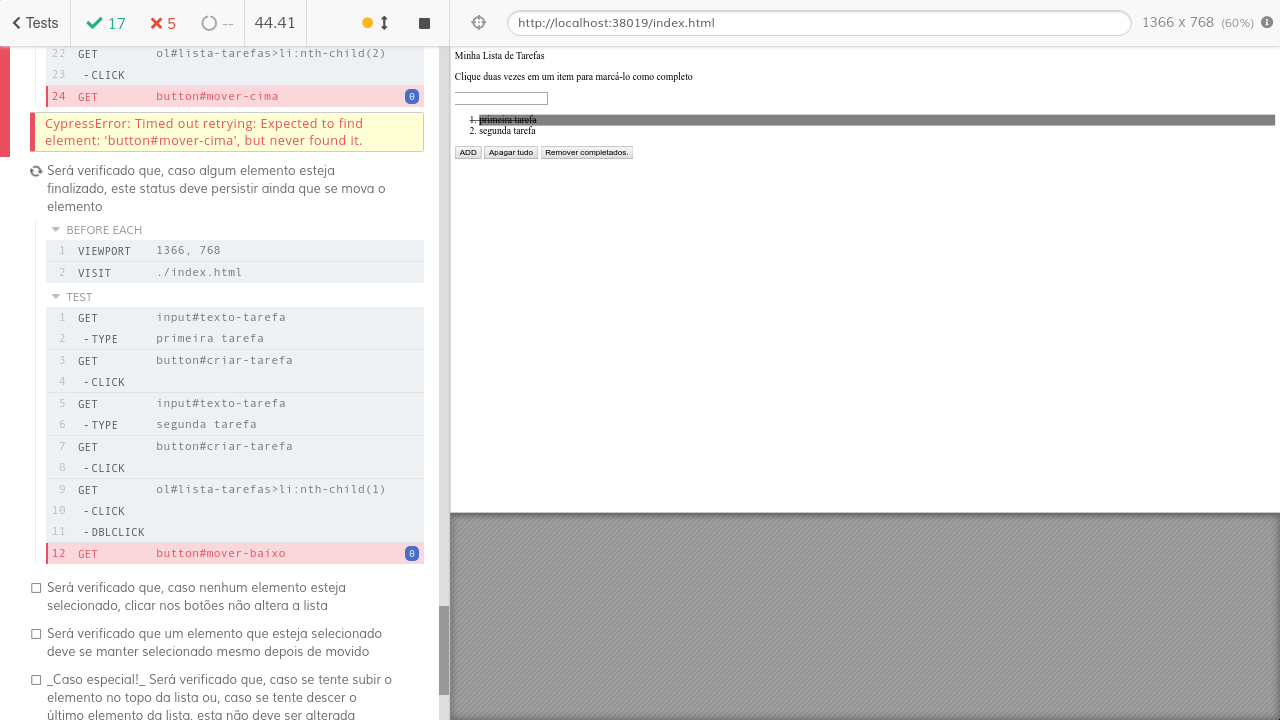 Tests 17 5 -- 44.41
http://localhost:38019/index.html 1366 x 768 (60%)
22 GET ol#lista-tarefas>li:nth-child(2)
23 -CLICK
24 GET button#mover-cima 0
CypressError: Timed out retrying: Expected to find
element: 'button#mover-cima', but never found it.
Será verificado que, caso algum elemento esteja
finalizado, este status deve persistir ainda que se mova o
elemento
BEFORE EACH
1 VIEWPORT 1366, 768
2 VISIT ./index.html
TEST
1 GET input#texto-tarefa
2 -TYPE primeira tarefa
3 GET button#criar-tarefa
4 -CLICK
5 GET input#texto-tarefa
6 -TYPE segunda tarefa
7 GET button#criar-tarefa
8 -CLICK
9 GET ol#lista-tarefas>li:nth-child(1)
10 -CLICK
11 -DBLCLICK
12 GET button#mover-baixo 0
Será verificado que, caso nenhum elemento esteja
selecionado, clicar nos botões não altera a lista
Será verificado que um elemento que esteja selecionado
deve se manter selecionado mesmo depois de movido
_Caso especial!_ Será verificado que, caso se tente subir o
elemento no topo da lista ou, caso se tente descer o
último elemento da lista, esta não deve ser alterada
Minha Lista de Tarefas
Clique duas vezes em um item para marcá-lo como completo
1. primeira tarefa
2. segunda tarefa
ADD Apagar tudo Remover completados.